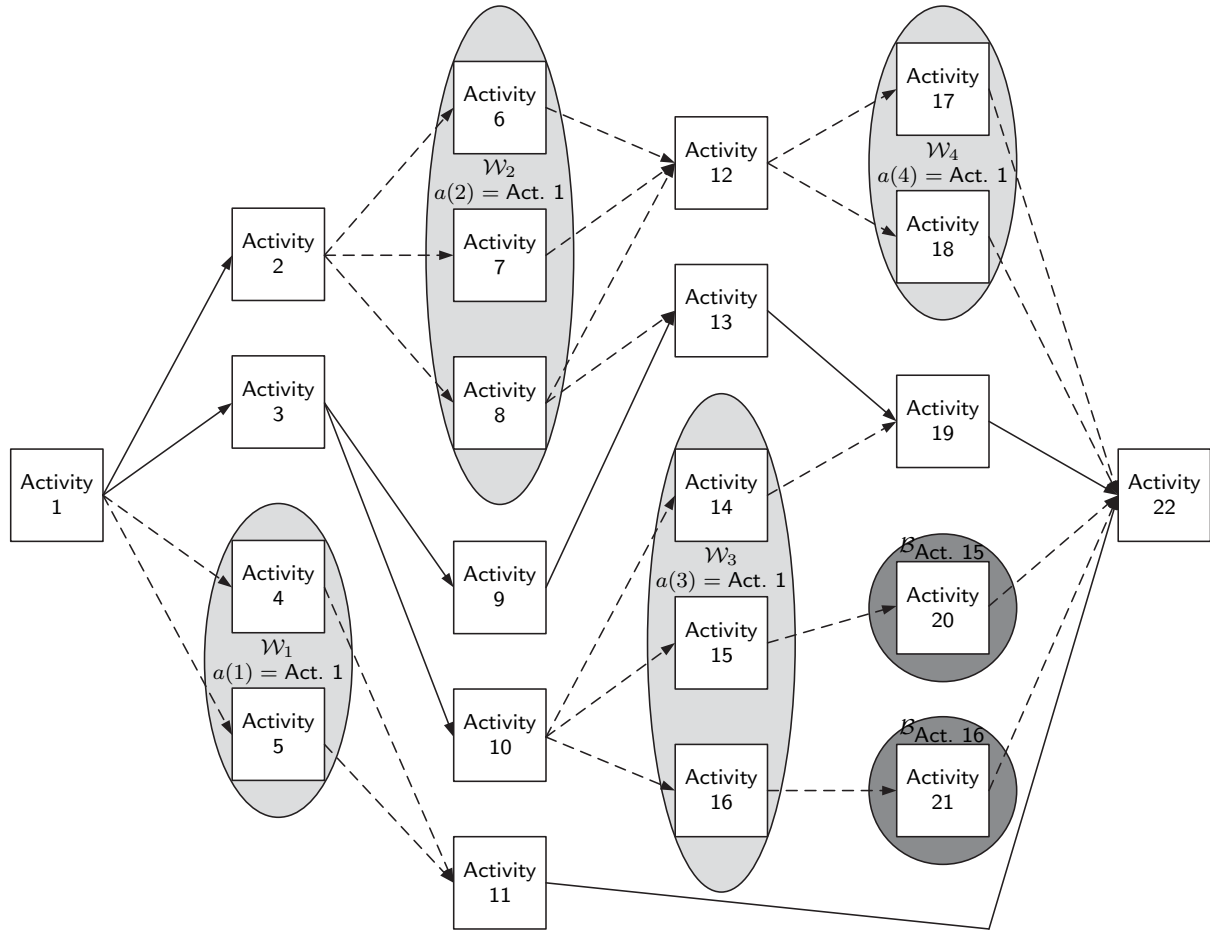 Activity
1
Activity
2
Activity
3
Activity
4
𝒲₁
a(1) = Act. 1
Activity
5
Activity
6
𝒲₂
a(2) = Act. 1
Activity
7
Activity
8
Activity
9
Activity
10
Activity
11
Activity
12
Activity
13
Activity
14
𝒲₃
a(3) = Act. 1
Activity
15
Activity
16
Activity
17
𝒲₄
a(4) = Act. 1
Activity
18
Activity
19
ℬAct. 15
Activity
20
ℬAct. 16
Activity
21
Activity
22